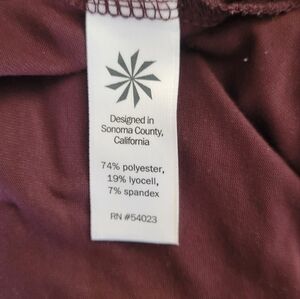 Designed in
Sonoma County,
California
74% polyester,
19% lyocell,
7% spandex
RN #54023